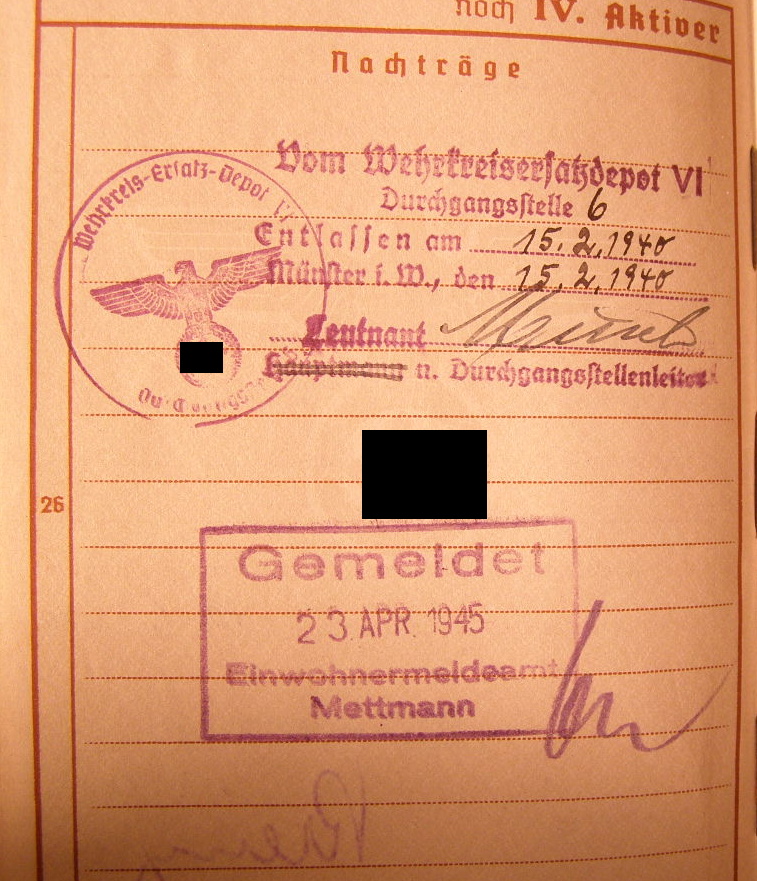 noch IV. Aktiver
Nachträge
Vom Wehrkreisersatzdepot VI
Durchgangsstelle 6
Entlassen am 15.2.1940
Münster i. W., den 15.2.1940
Leutnant
Hauptmann u. Durchgangsstellenleiter
Wehrkreis-Ersatz-Depot VI
26
Gemeldet
23 APR. 1945
Einwohnermeldeamt
Mettmann